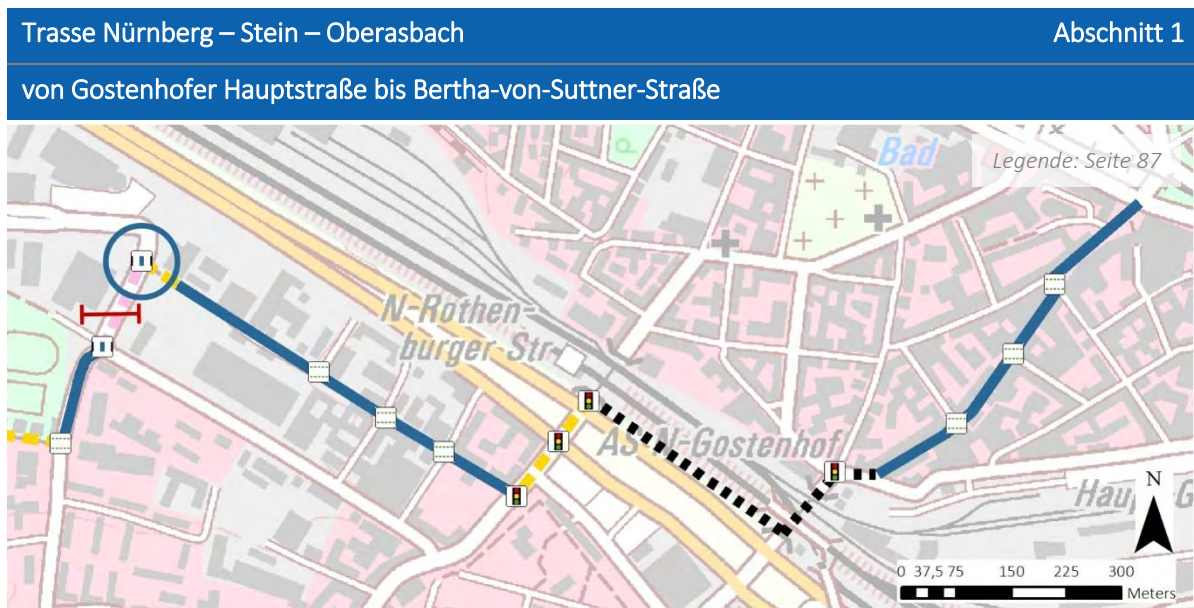 Trasse Nürnberg – Stein – Oberasbach Abschnitt 1
von Gostenhofer Hauptstraße bis Bertha-von-Suttner-Straße
Bad
Legende: Seite 87
P
N-Rothen-
burger-Str
AS-N-Gostenhof
N
0 37,5 75 150 225 300
Meters